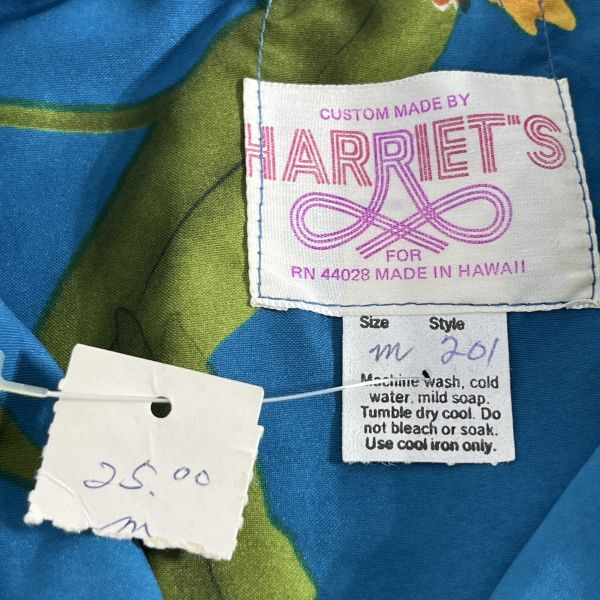 CUSTOM MADE BY
HARRIET'S
FOR
RN 44028 MADE IN HAWAII
Size Style
m 201
Machine wash, cold
water, mild soap.
Tumble dry cool. Do
not bleach or soak.
Use cool iron only.
25.00
m